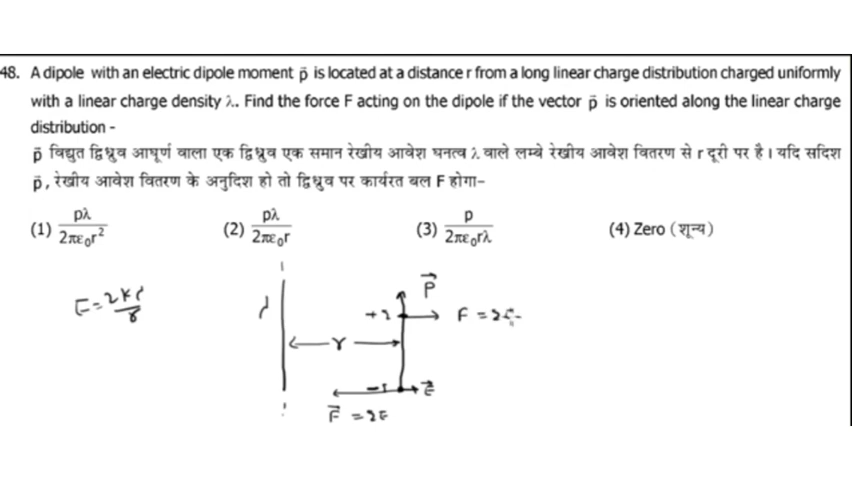 48. A dipole with an electric dipole moment p⃗ is located at a distance r from a long linear charge distribution charged uniformly
with a linear charge density λ. Find the force F acting on the dipole if the vector p⃗ is oriented along the linear charge
distribution -
p⃗ विद्युत द्विध्रुव आघूर्ण वाला एक द्विध्रुव एक समान रेखीय आवेश घनत्व λ वाले लम्बे रेखीय आवेश वितरण से r दूरी पर है। यदि सदिश
p⃗, रेखीय आवेश वितरण के अनुदिश हो तो द्विध्रुव पर कार्यरत बल F होगा-
(1) pλ/2πε₀r² (2) pλ/2πε₀r (3) p/2πε₀rλ (4) Zero (शून्य)
P⃗
E = 2kλ/r λ +q F = qE
r
-q E⃗
F⃗ = qE